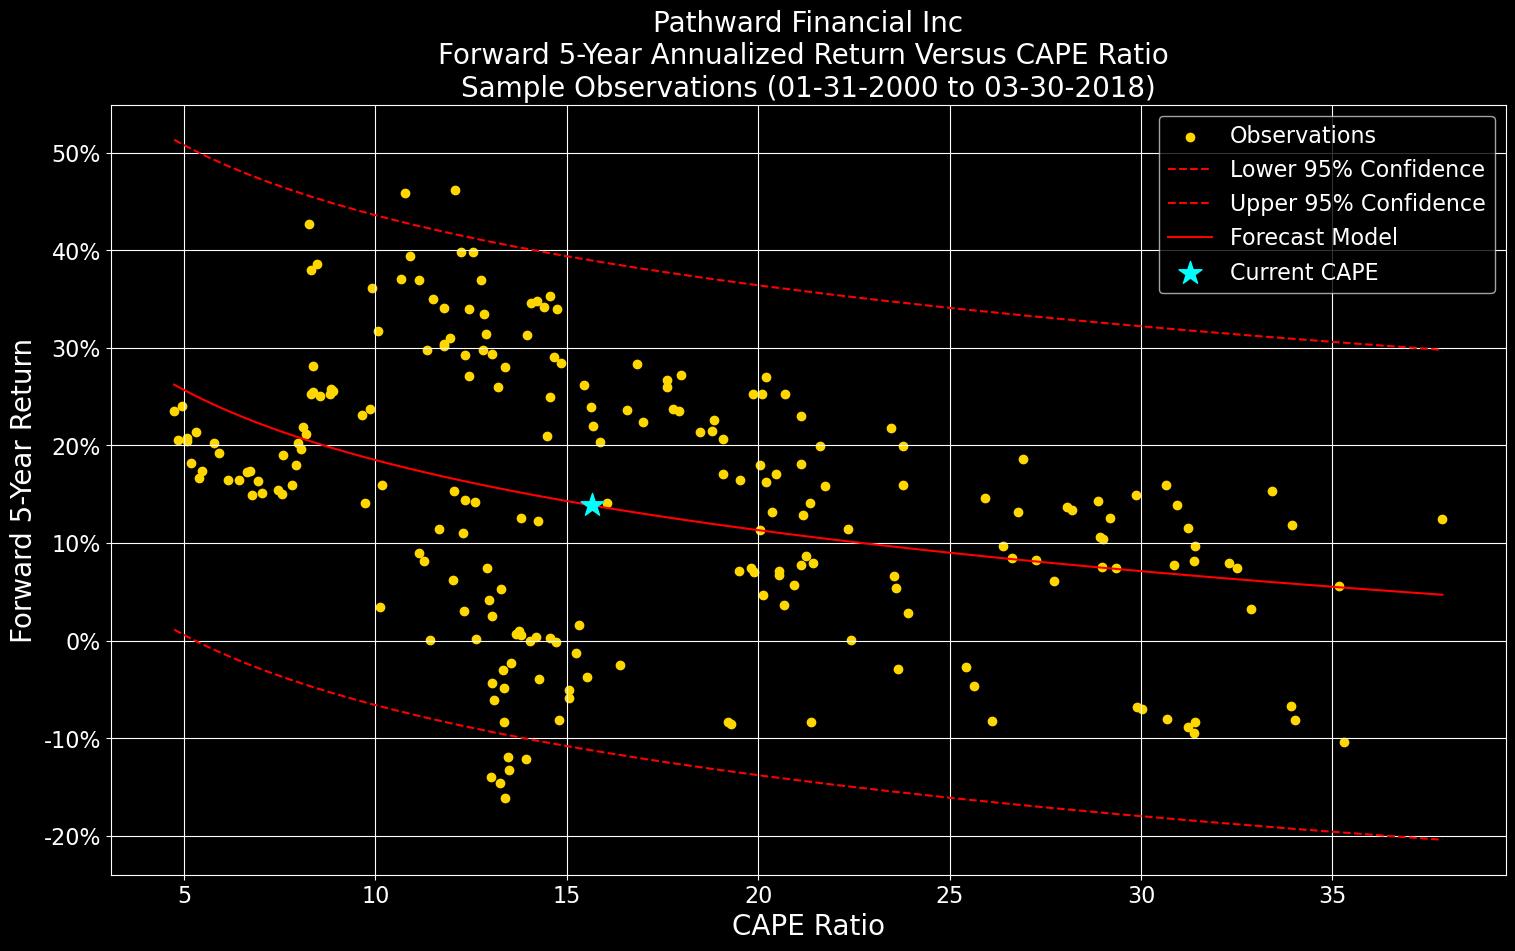 Pathward Financial Inc
Forward 5-Year Annualized Return Versus CAPE Ratio
Sample Observations (01-31-2000 to 03-30-2018)
Observations
Lower 95% Confidence
Upper 95% Confidence
Forecast Model
Current CAPE
Forward 5-Year Return
50%
40%
30%
20%
10%
0%
-10%
-20%
5 10 15 20 25 30 35
CAPE Ratio